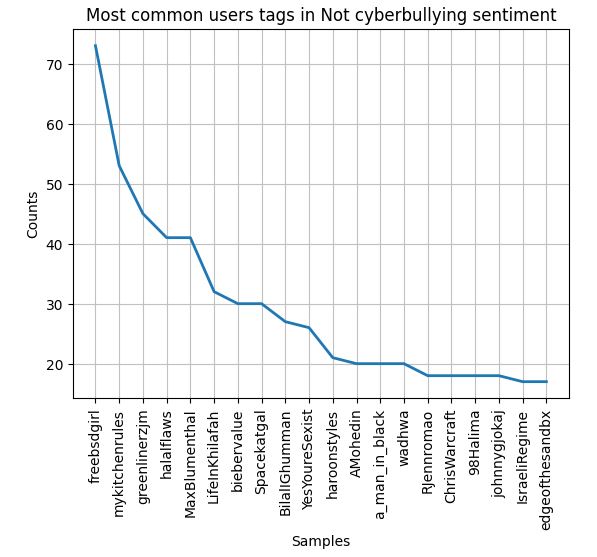 Most common users tags in Not cyberbullying sentiment
Counts
70
60
50
40
30
20
freebsdgirl
mykitchenrules
greenlinerzjm
halalflaws
MaxBlumenthal
LifeInKhilafah
biebervalue
Spacekatgal
BilalIGhumman
YesYoureSexist
haroonstyles
AMohedin
a_man_in_black
wadhwa
RJennromao
ChrisWarcraft
98Halima
johnnygjokaj
IsraeliRegime
edgeofthesandbx
Samples